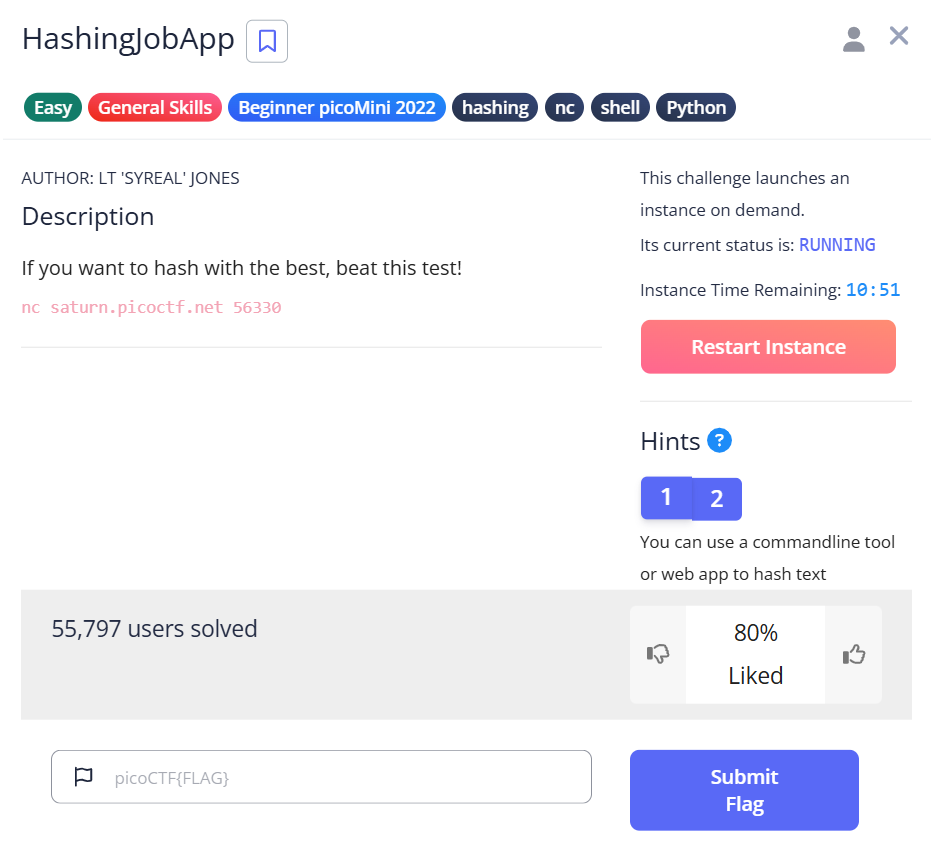 HashingJobApp
Easy General Skills Beginner picoMini 2022 hashing nc shell Python
AUTHOR: LT 'SYREAL' JONES
Description
If you want to hash with the best, beat this test!
nc saturn.picoctf.net 56330
This challenge launches an
instance on demand.
Its current status is: RUNNING
Instance Time Remaining: 10:51
Restart Instance
Hints ?
1 2
You can use a commandline tool
or web app to hash text
55,797 users solved
80%
Liked
picoCTF{FLAG}
Submit
Flag